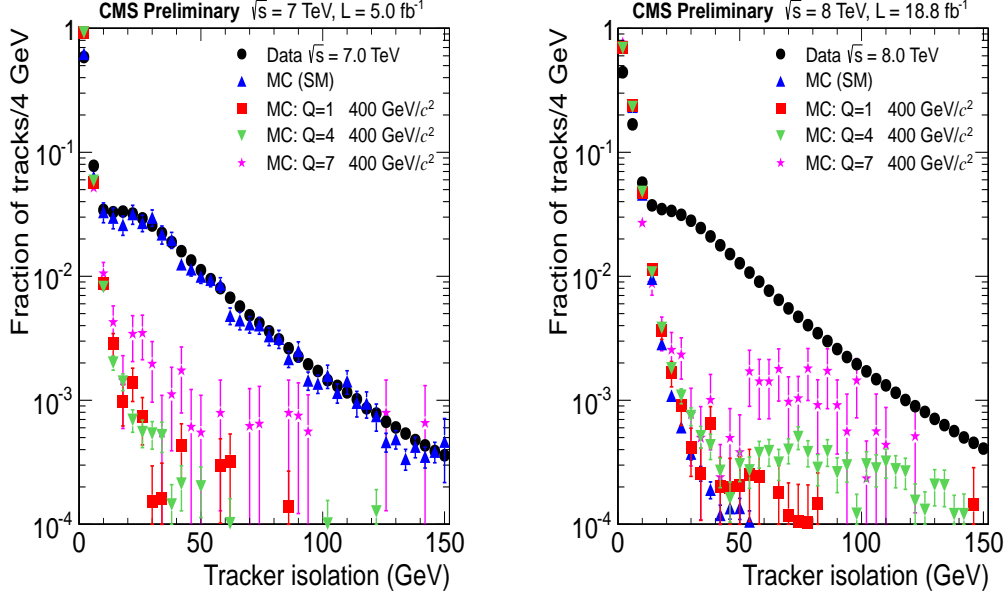 CMS Preliminary √s = 7 TeV, L = 5.0 fb⁻¹
Fraction of tracks/4 GeV
1
10⁻¹
10⁻²
10⁻³
10⁻⁴
Data √s = 7.0 TeV
MC (SM)
MC: Q=1 400 GeV/c²
MC: Q=4 400 GeV/c²
MC: Q=7 400 GeV/c²
0 50 100 150
Tracker isolation (GeV)
CMS Preliminary √s = 8 TeV, L = 18.8 fb⁻¹
Fraction of tracks/4 GeV
1
10⁻¹
10⁻²
10⁻³
10⁻⁴
Data √s = 8.0 TeV
MC (SM)
MC: Q=1 400 GeV/c²
MC: Q=4 400 GeV/c²
MC: Q=7 400 GeV/c²
0 50 100 150
Tracker isolation (GeV)